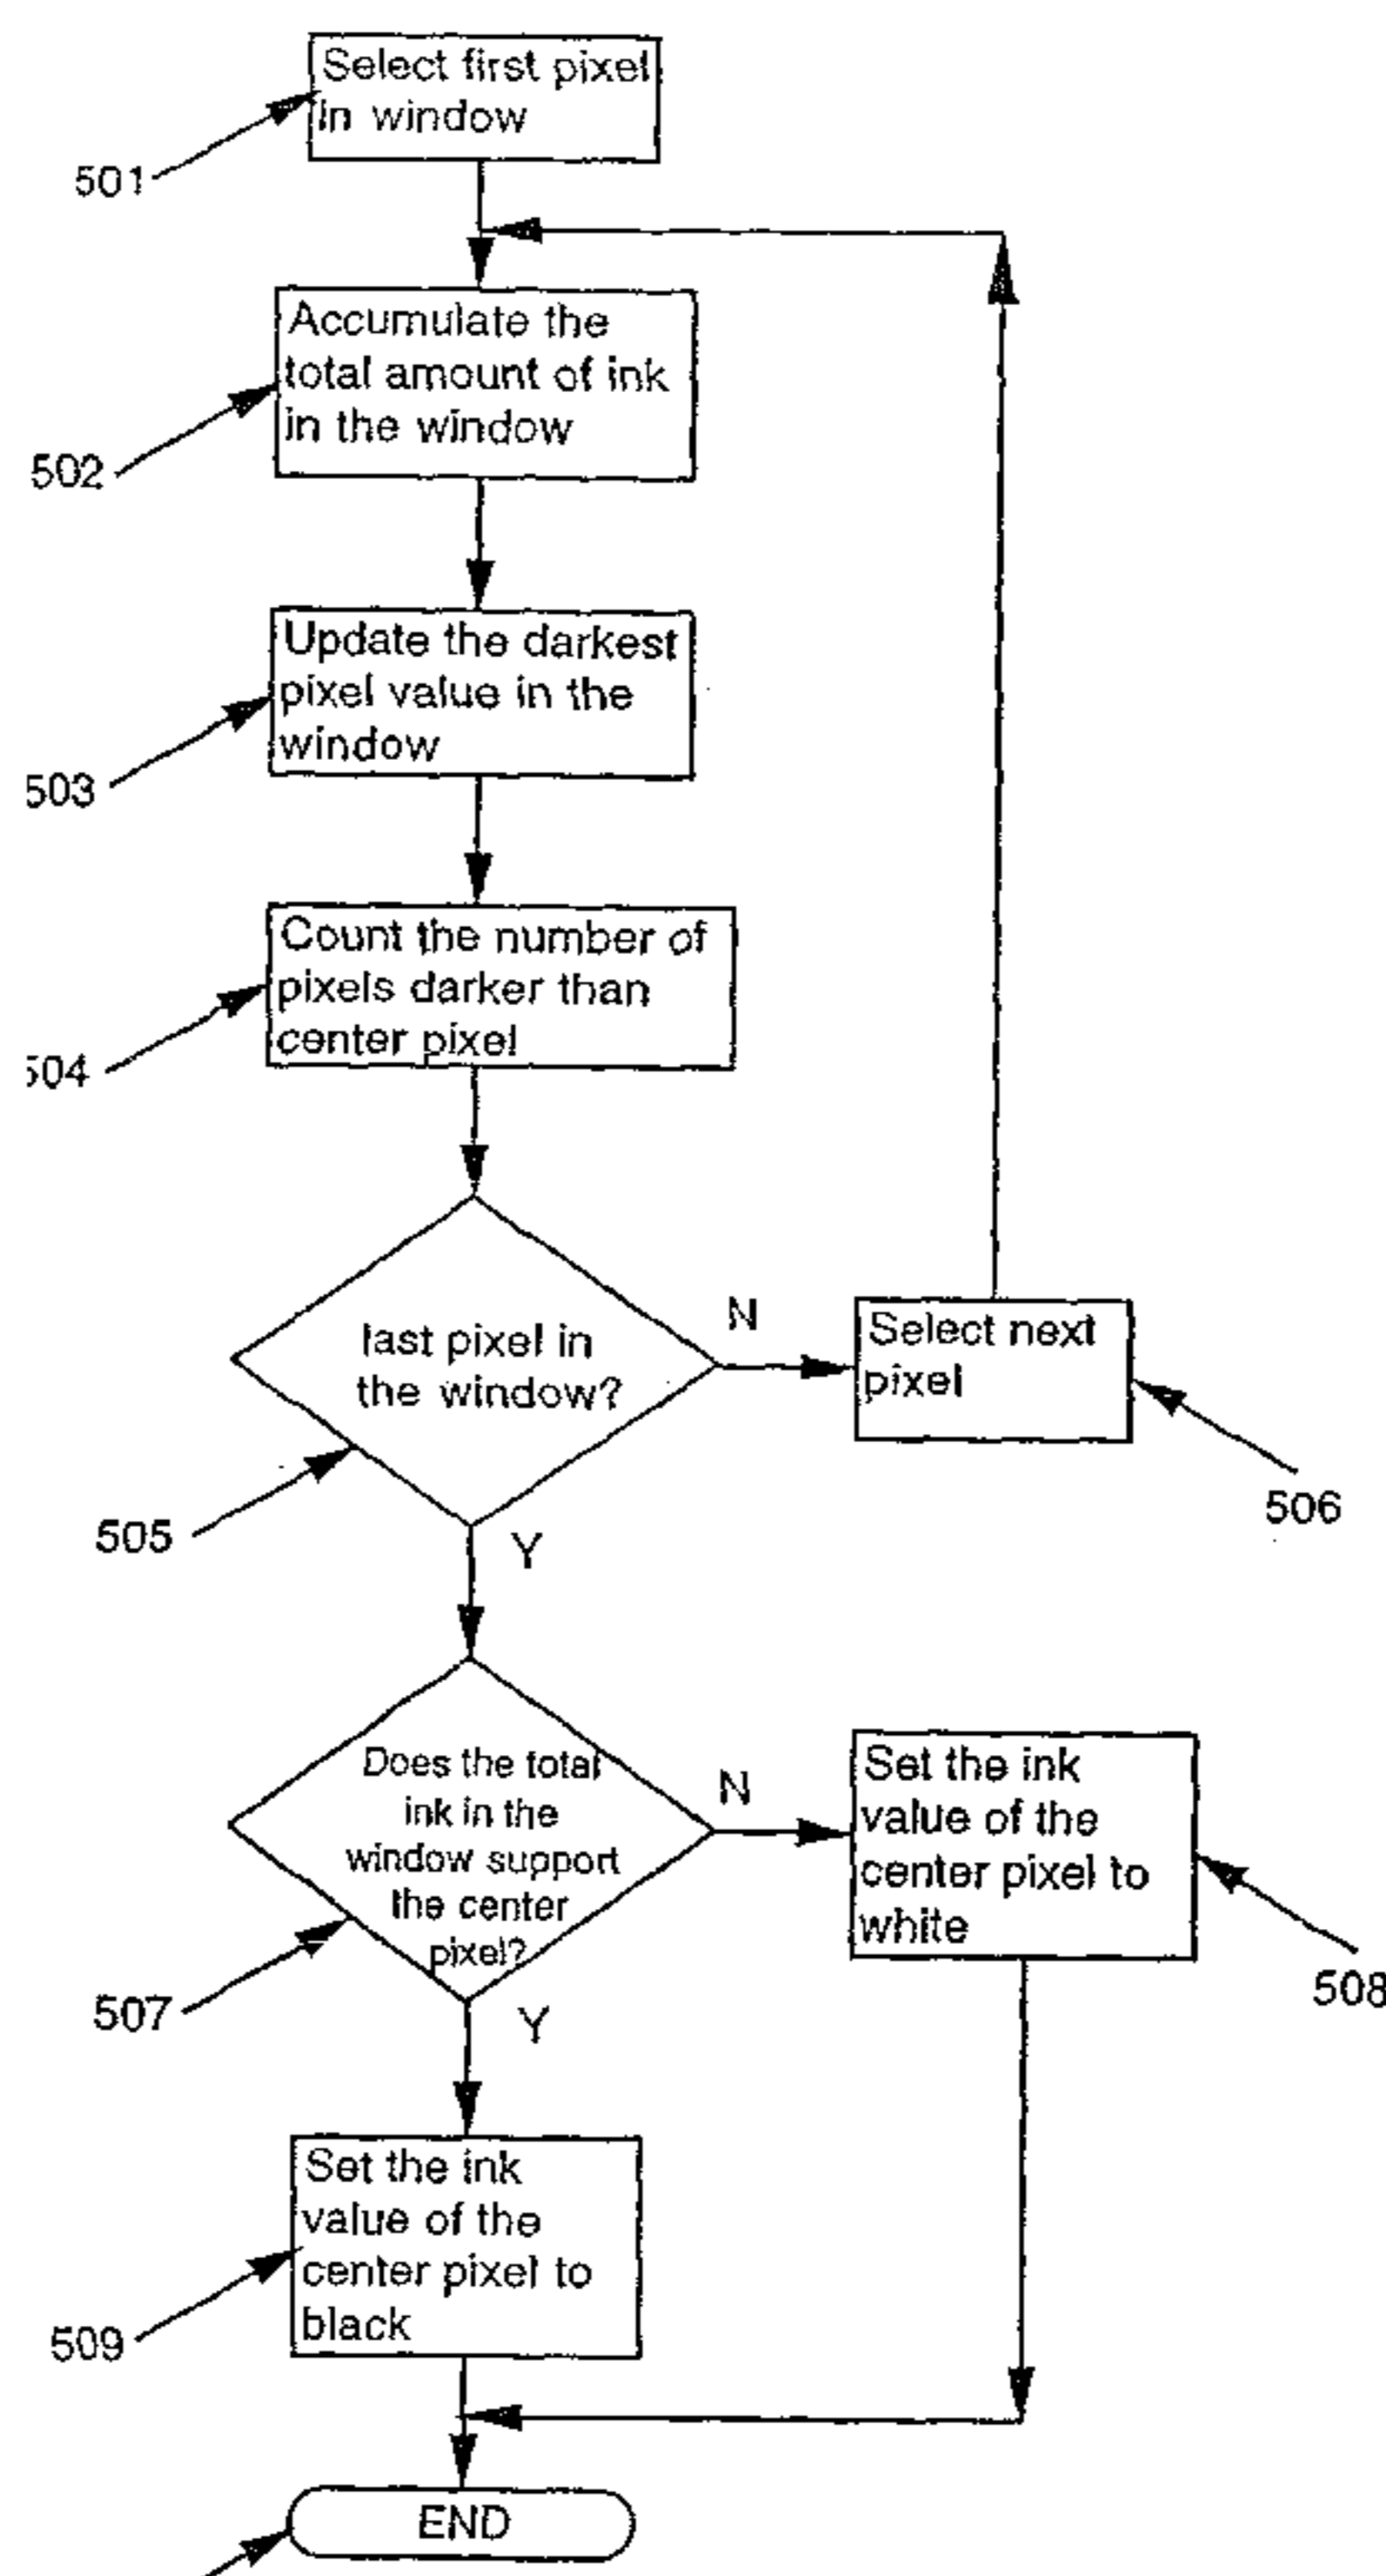 Select first pixel
in window
501
Accumulate the
total amount of ink
in the window
502
Update the darkest
pixel value in the
window
503
Count the number of
pixels darker than
center pixel
504
last pixel in
the window?
N
Select next
pixel
505
506
Y
Does the total
ink in the
window support
the center
pixel?
N
Set the ink
value of the
center pixel to
white
507
508
Y
Set the ink
value of the
center pixel to
black
509
END